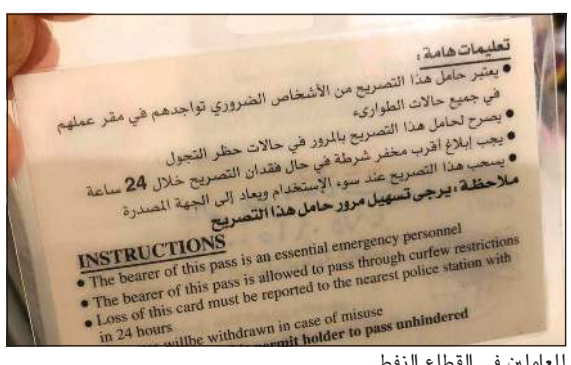 تعليمات هامة :
• يعتبر حامل هذا التصريح من الأشخاص الضروري تواجدهم في مقر عملهم
في جميع حالات الطوارىء
• يصرح لحامل هذا التصريح بالمرور في حالات حظر التجول
• يجب إبلاغ أقرب مخفر شرطة في حال فقدان التصريح خلال 24 ساعة
• يسحب هذا التصريح عند سوء الإستخدام ويعاد إلى الجهة المصدرة
ملاحظة : يرجى تسهيل مرور حامل هذا التصريح
INSTRUCTIONS
• The bearer of this pass is an essential emergency personnel
• The bearer of this pass is allowed to pass through curfew restrictions
• Loss of this card must be reported to the nearest police station with
in 24 hours
willbe withdrawn in case of misuse
permit holder to pass unhindered
للعاملين في القطاع النفط